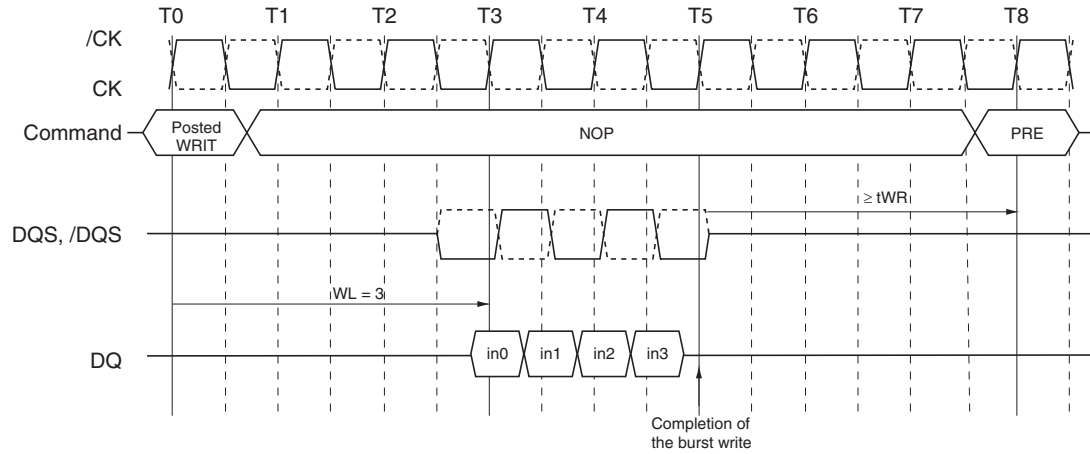 T0 T1 T2 T3 T4 T5 T6 T7 T8
/CK
CK
Command
Posted
WRIT
NOP
PRE
≥ tWR
DQS, /DQS
WL = 3
DQ
in0 in1 in2 in3
Completion of
the burst write